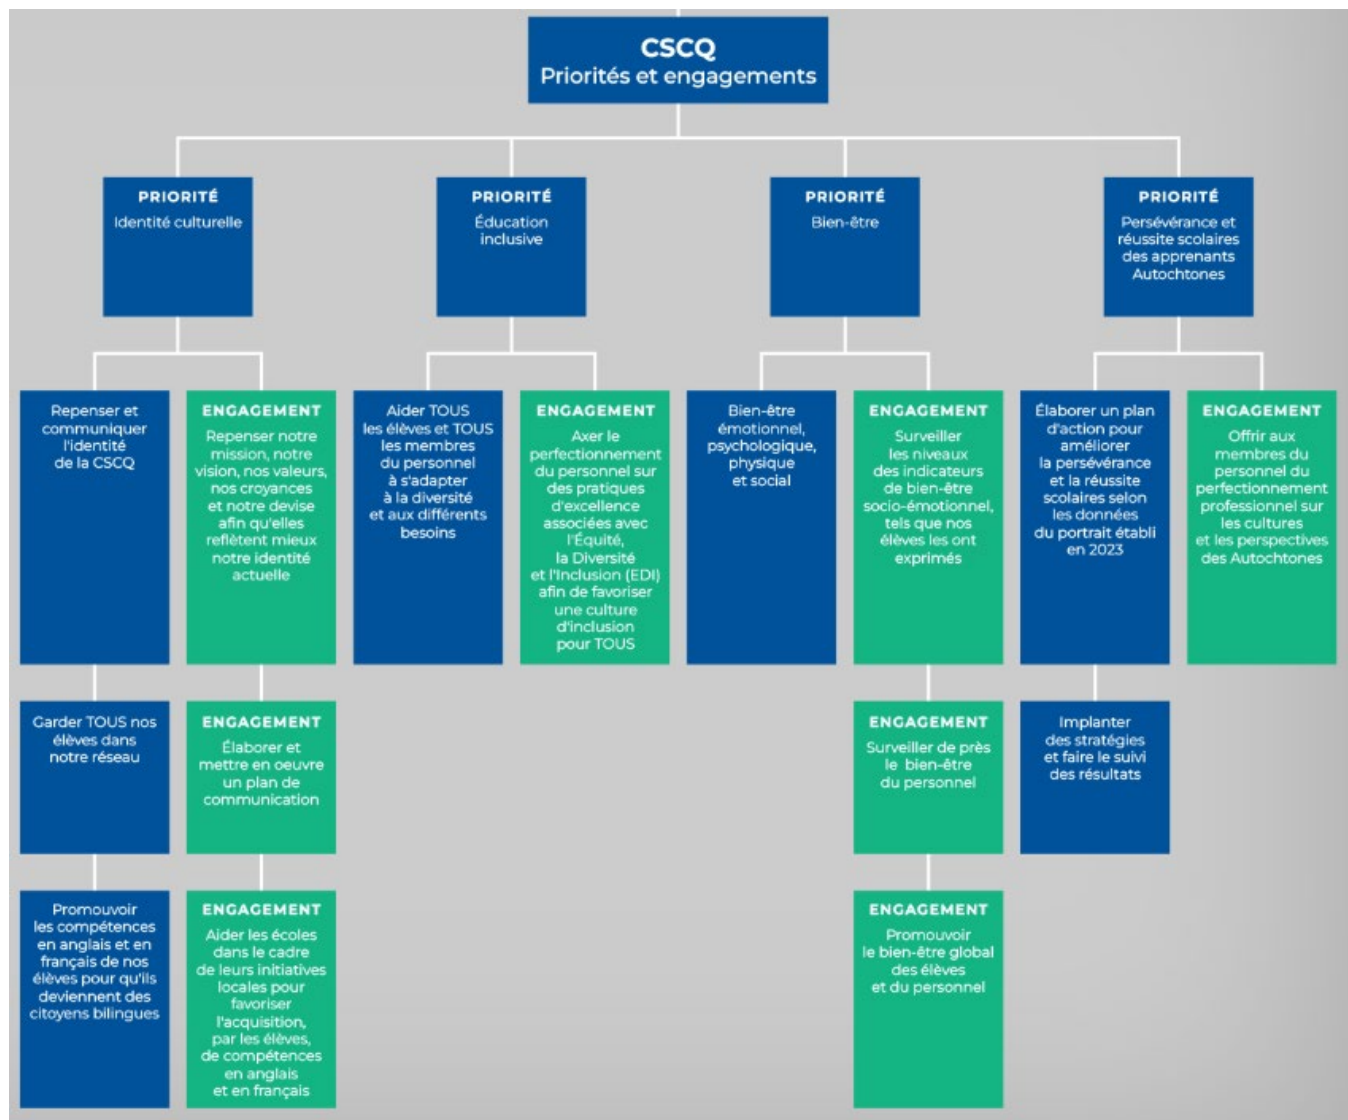 CSCQ
Priorités et engagements
PRIORITÉ
Identité culturelle
PRIORITÉ
Éducation
inclusive
PRIORITÉ
Bien-être
PRIORITÉ
Persévérance et
réussite scolaires
des apprenants
Autochtones
Repenser et
communiquer
l'identité
de la CSCQ
ENGAGEMENT
Repenser notre
mission, notre
vision, nos valeurs,
nos croyances
et notre devise
afin qu'elles
reflètent mieux
notre identité
actuelle
Aider TOUS
les élèves et TOUS
les membres
du personnel
à s'adapter
à la diversité
et aux différents
besoins
ENGAGEMENT
Axer le
perfectionnement
du personnel sur
des pratiques
d'excellence
associées avec
l'Équité,
la Diversité
et l'Inclusion (EDI)
afin de favoriser
une culture
d'inclusion
pour TOUS
Bien-être
émotionnel,
psychologique,
physique
et social
ENGAGEMENT
Surveiller
les niveaux
des indicateurs
de bien-être
socio-émotionnel,
tels que nos
élèves les ont
exprimés
Élaborer un plan
d'action pour
améliorer
la persévérance
et la réussite
scolaires selon
les données
du portrait établi
en 2023
ENGAGEMENT
Offrir aux
membres du
personnel du
perfectionnement
professionnel sur
les cultures
et les perspectives
des Autochtones
Garder TOUS nos
élèves dans
notre réseau
ENGAGEMENT
Élaborer et
mettre en oeuvre
un plan de
communication
ENGAGEMENT
Surveiller de près
le bien-être
du personnel
Implanter
des stratégies
et faire le suivi
des résultats
Promouvoir
les compétences
en anglais et en
français de nos
élèves pour qu'ils
deviennent des
citoyens bilingues
ENGAGEMENT
Aider les écoles
dans le cadre
de leurs initiatives
locales pour
favoriser
l'acquisition,
par les élèves,
de compétences
en anglais
et en français
ENGAGEMENT
Promouvoir
le bien-être global
des élèves
et du personnel